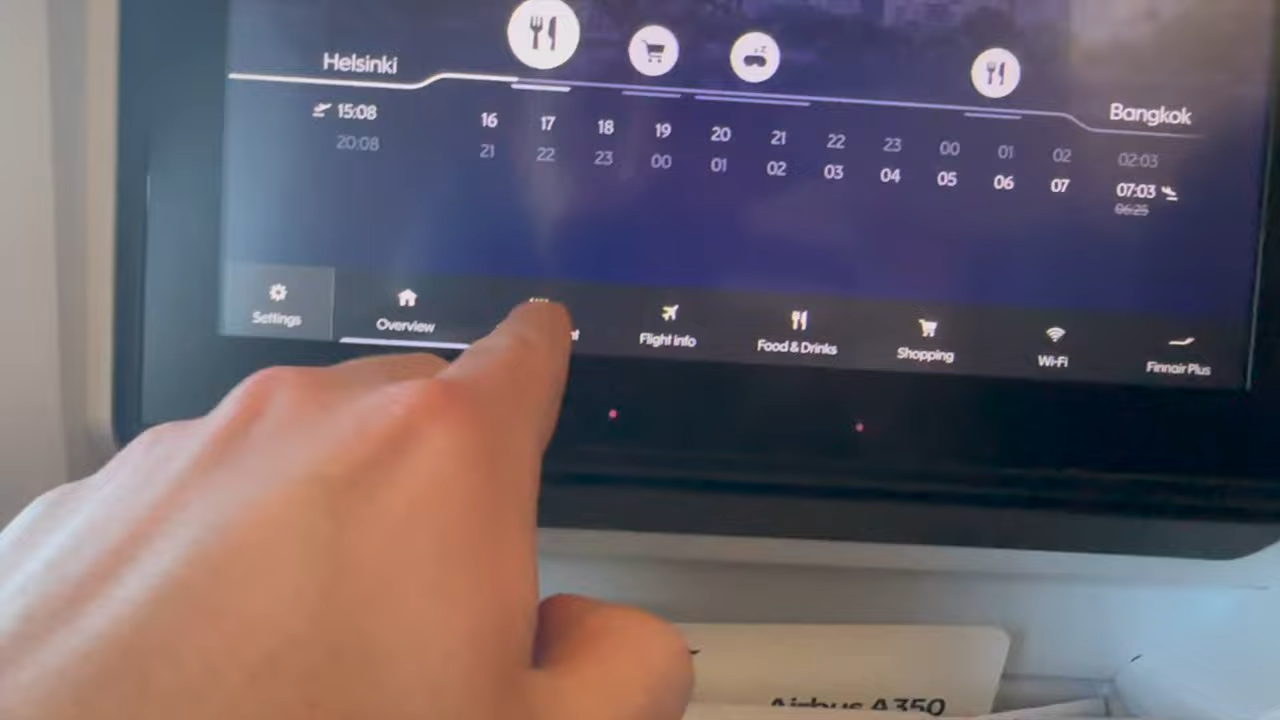 Helsinki
Bangkok
15:08 16 17 18 19 20 21 22 23 00 01 02 02:03
20:08 21 22 23 00 01 02 03 04 05 06 07 07:03
06:25
Settings Overview Flight info Food & Drinks Shopping Wi-Fi Finnair Plus
Airbus A350